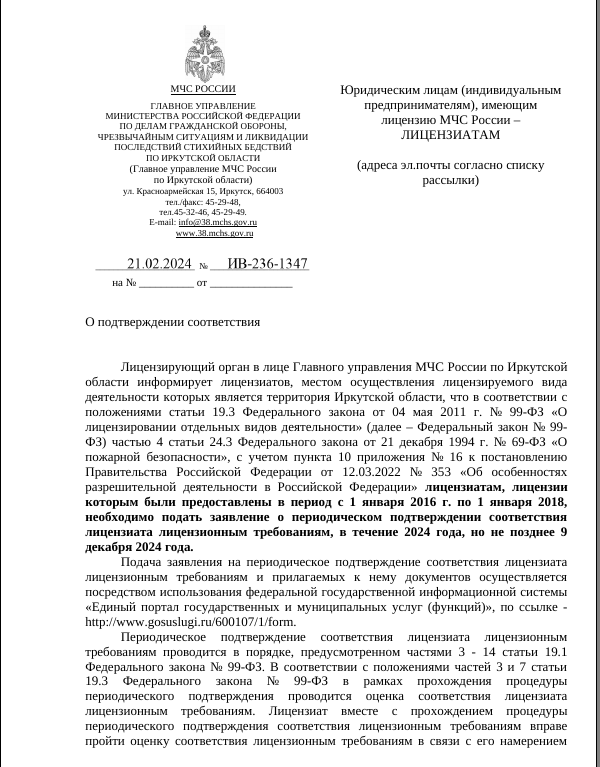 МЧС РОССИИ
ГЛАВНОЕ УПРАВЛЕНИЕ
МИНИСТЕРСТВА РОССИЙСКОЙ ФЕДЕРАЦИИ
ПО ДЕЛАМ ГРАЖДАНСКОЙ ОБОРОНЫ,
ЧРЕЗВЫЧАЙНЫМ СИТУАЦИЯМ И ЛИКВИДАЦИИ
ПОСЛЕДСТВИЙ СТИХИЙНЫХ БЕДСТВИЙ
ПО ИРКУТСКОЙ ОБЛАСТИ
(Главное управление МЧС России
по Иркутской области)
ул. Красноармейская 15, Иркутск, 664003
тел./факс: 45-29-48,
тел.45-32-46, 45-29-49.
E-mail: info@38.mchs.gov.ru
www.38.mchs.gov.ru
21.02.2024 № ИВ-236-1347
на № __________ от _______________
Юридическим лицам (индивидуальным
предпринимателям), имеющим
лицензию МЧС России –
ЛИЦЕНЗИАТАМ
(адреса эл.почты согласно списку
рассылки)
О подтверждении соответствия
Лицензирующий орган в лице Главного управления МЧС России по Иркутской
области информирует лицензиатов, местом осуществления лицензируемого вида
деятельности которых является территория Иркутской области, что в соответствии с
положениями статьи 19.3 Федерального закона от 04 мая 2011 г. № 99-ФЗ «О
лицензировании отдельных видов деятельности» (далее – Федеральный закон № 99-
ФЗ) частью 4 статьи 24.3 Федерального закона от 21 декабря 1994 г. № 69-ФЗ «О
пожарной безопасности», с учетом пункта 10 приложения № 16 к постановлению
Правительства Российской Федерации от 12.03.2022 № 353 «Об особенностях
разрешительной деятельности в Российской Федерации» лицензиатам, лицензии
которым были предоставлены в период с 1 января 2016 г. по 1 января 2018,
необходимо подать заявление о периодическом подтверждении соответствия
лицензиата лицензионным требованиям, в течение 2024 года, но не позднее 9
декабря 2024 года.
Подача заявления на периодическое подтверждение соответствия лицензиата
лицензионным требованиям и прилагаемых к нему документов осуществляется
посредством использования федеральной государственной информационной системы
«Единый портал государственных и муниципальных услуг (функций)», по ссылке -
http://www.gosuslugi.ru/600107/1/form.
Периодическое подтверждение соответствия лицензиата лицензионным
требованиям проводится в порядке, предусмотренном частями 3 - 14 статьи 19.1
Федерального закона № 99-ФЗ. В соответствии с положениями частей 3 и 7 статьи
19.3 Федерального закона № 99-ФЗ в рамках прохождения процедуры
периодического подтверждения проводится оценка соответствия лицензиата
лицензионным требованиям. Лицензиат вместе с прохождением процедуры
периодического подтверждения соответствия лицензионным требованиям вправе
пройти оценку соответствия лицензионным требованиям в связи с его намерением